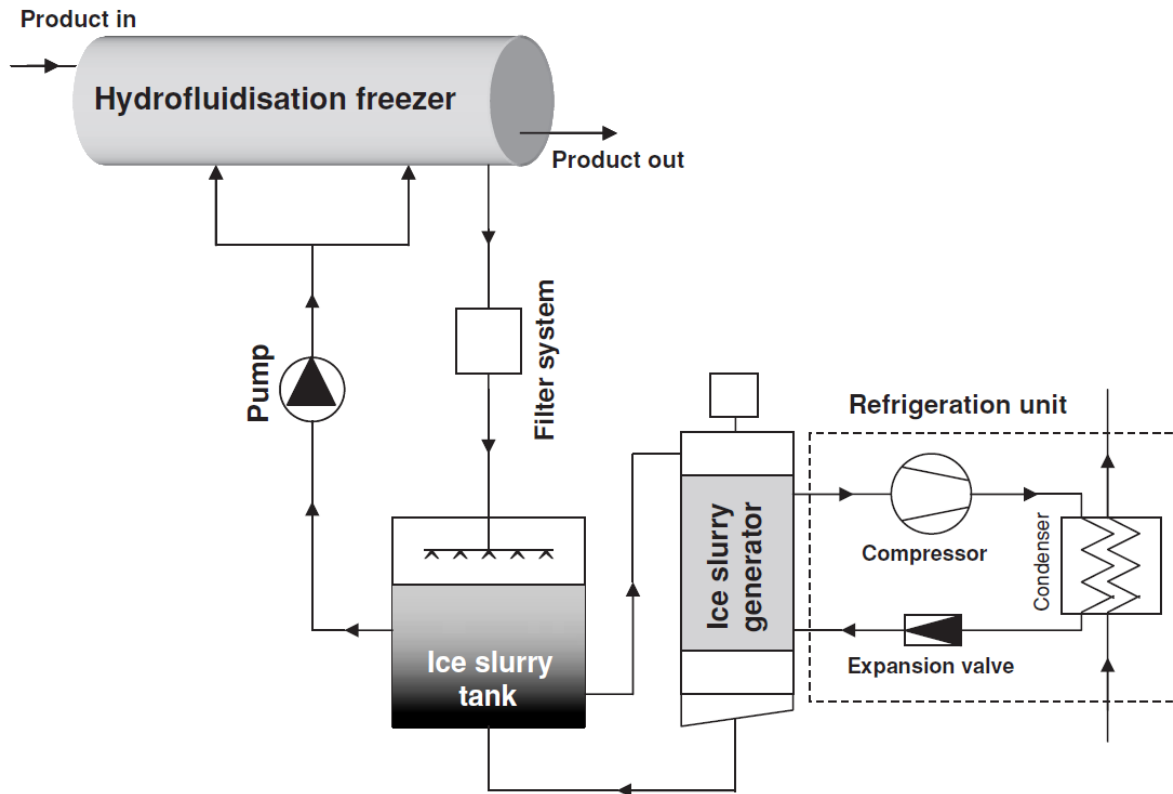 Product in
Hydrofluidisation freezer
Product out
Pump
Filter system
Refrigeration unit
Ice slurry
generator
Compressor
Condenser
Expansion valve
Ice slurry
tank